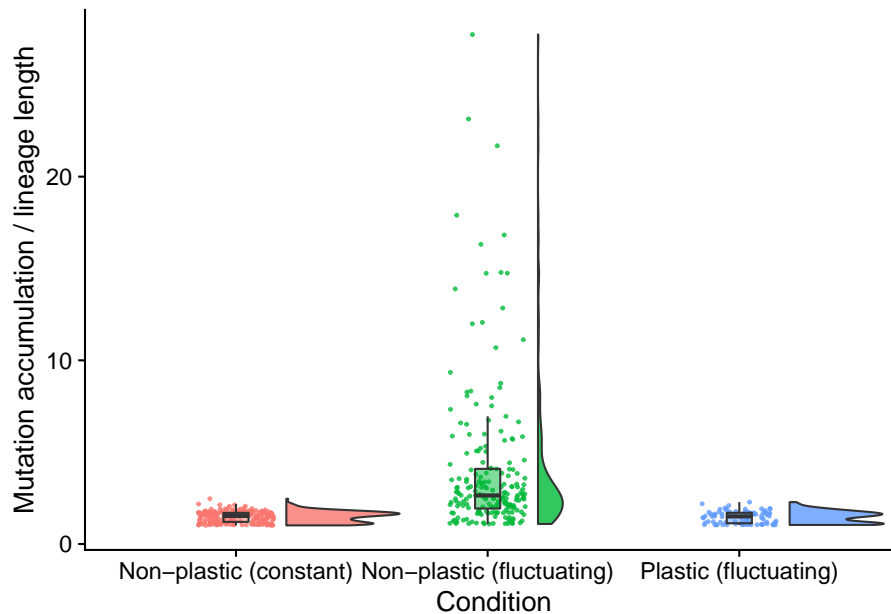 Mutation accumulation / lineage length
20
10
0
Non−plastic (constant) Non−plastic (fluctuating) Plastic (fluctuating)
Condition